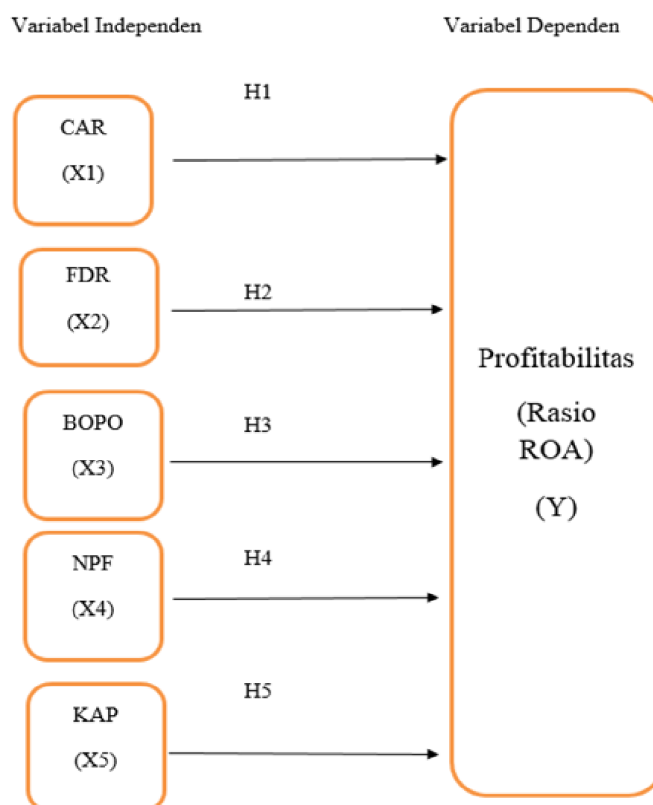 Variabel Independen
Variabel Dependen
H1
CAR
(X1)
H2
FDR
(X2)
H3
BOPO
(X3)
H4
NPF
(X4)
H5
KAP
(X5)
Profitabilitas
(Rasio
ROA)
(Y)